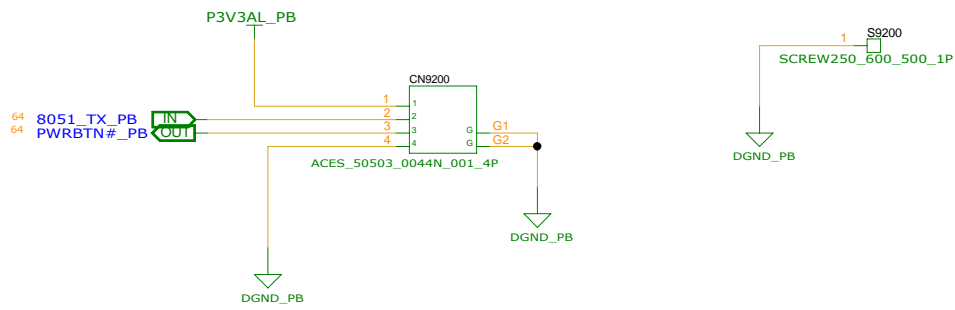 P3V3AL_PB
S9200
1
SCREW250_600_500_1P
CN9200
1 1
64 8051_TX_PB IN 2 2
64 PWRBTN#_PB OUT 3 3 G G1
4 4 G G2
ACES_50503_0044N_001_4P
DGND_PB
DGND_PB
DGND_PB